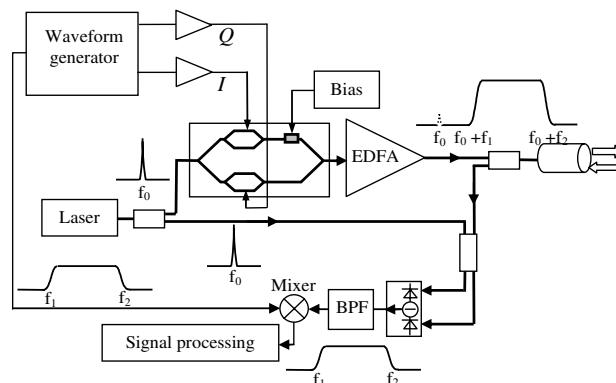 Waveform
generator
Q
I
Bias
EDFA
f₀ f₀ +f₁ f₀ +f₂
f₀
Laser
f₀
f₁ f₂
Mixer
BPF
Signal processing
f₁ f₂